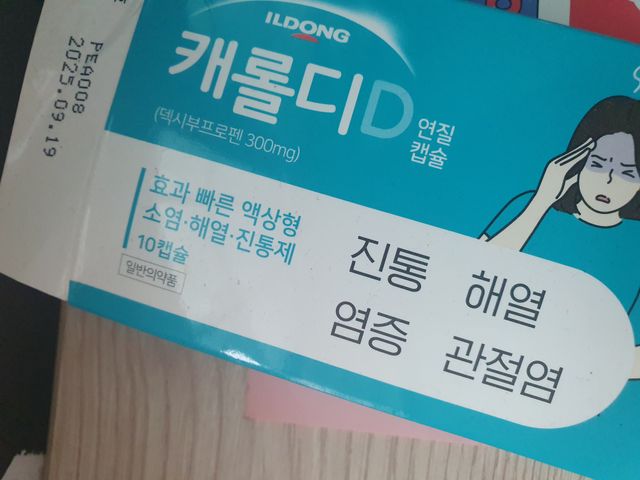 ILDONG
캐롤디D 연질
캡슐
(덱시부프로펜 300mg)
효과 빠른 액상형
소염·해열·진통제
10캡슐
일반의약품
진통 해열
염증 관절염
PEA008
2025.09.19